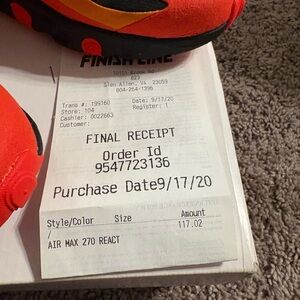 FINISH LINE
Glen Allen, VA 23059
804-264-1396
Trans #: 199160 Date: 9/17/20
Store: 104 Register: 1
Cashier: 0022663
Customer:
FINAL RECEIPT
Order Id
9547723136
Purchase Date9/17/20
Style/Color Size Amount
/ 117.02
AIR MAX 270 REACT